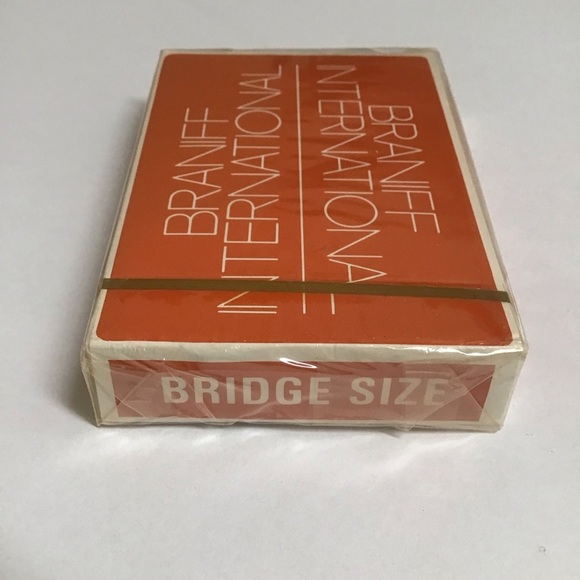 BRANIFF
INTERNATIONAL
BRANIFF
INTERNATIONAL
BRIDGE SIZE